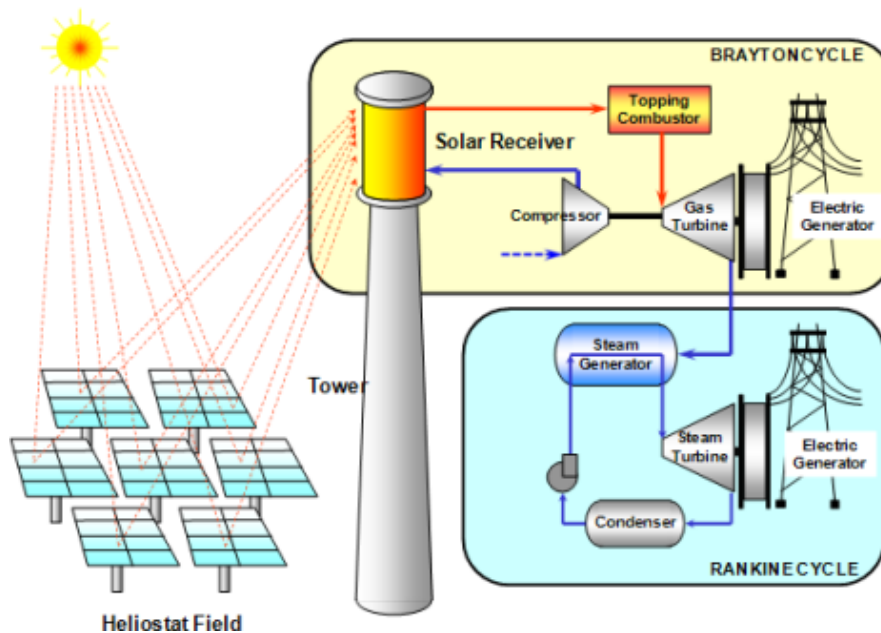 BRAYTONCYCLE
Topping
Combustor
Solar Receiver
Compressor
Gas
Turbine
Electric
Generator
Steam
Generator
Tower
Steam
Turbine
Electric
Generator
Condenser
RANKINECYCLE
Heliostat Field